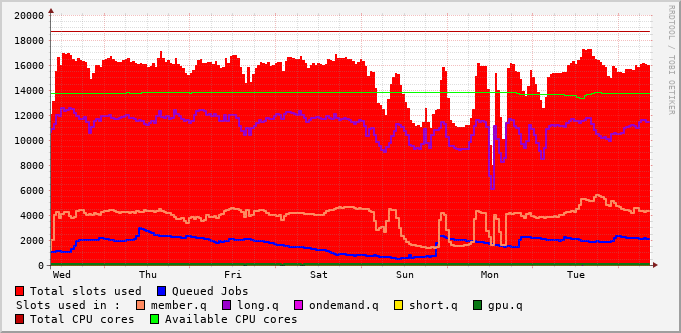 20000
18000
16000
14000
12000
10000
8000
6000
4000
2000
0
Wed Thu Fri Sat Sun Mon Tue
Total slots used Queued Jobs
Slots used in : member.q long.q ondemand.q short.q gpu.q
Total CPU cores Available CPU cores
RRDTOOL / TOBI OETIKER